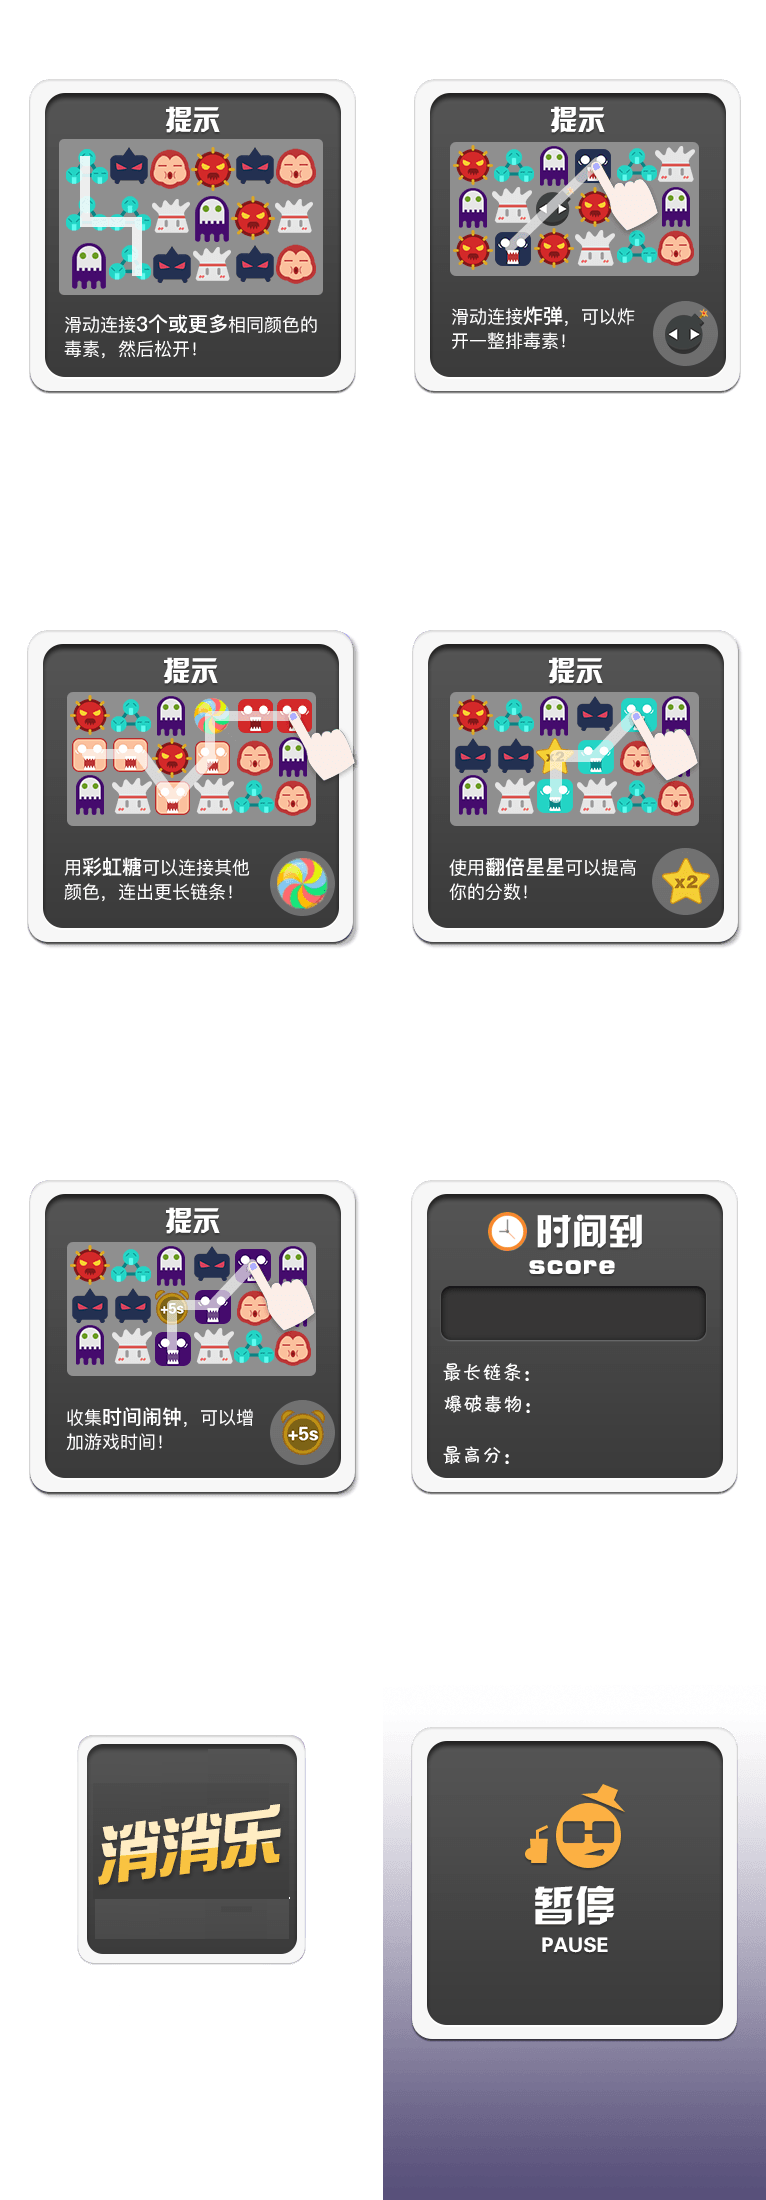 提示
滑动连接3个或更多相同颜色的
毒素，然后松开！
提示
滑动连接炸弹，可以炸
开一整排毒素！
提示
用彩虹糖可以连接其他
颜色，连出更长链条！
提示
x2
使用翻倍星星可以提高
你的分数！
x2
提示
+5s
收集时间闹钟，可以增
加游戏时间！
+5s
时间到
score
最长链条：
爆破毒物：
最高分：
消消乐
暂停
PAUSE